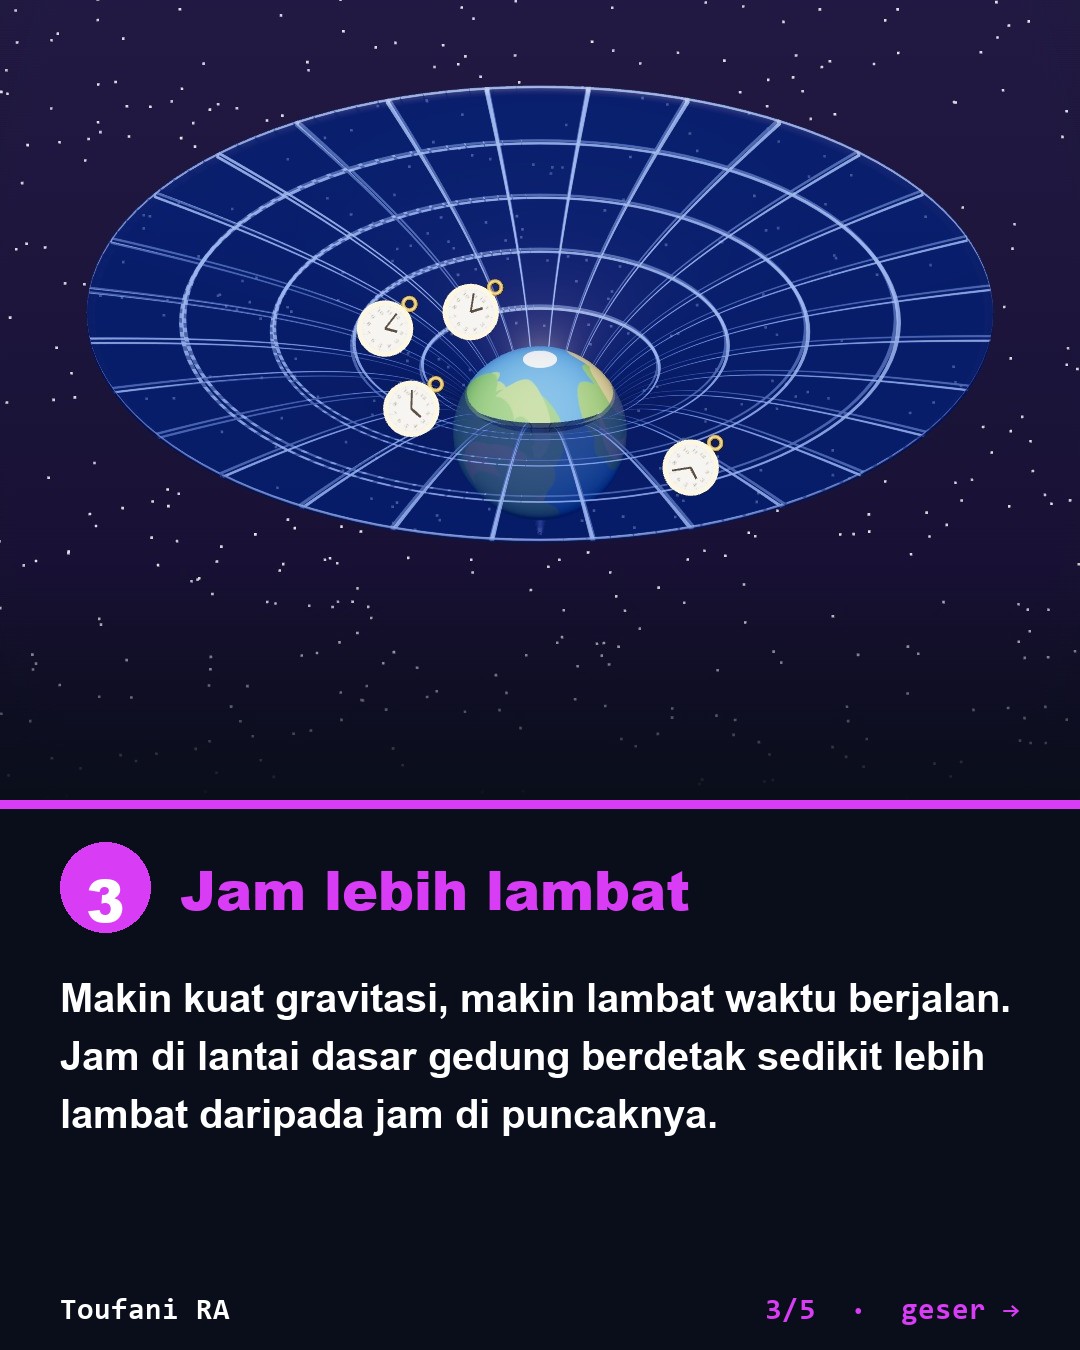 3 Jam lebih lambat
Makin kuat gravitasi, makin lambat waktu berjalan.
Jam di lantai dasar gedung berdetak sedikit lebih
lambat daripada jam di puncaknya.
Toufani RA
3/5 · geser →